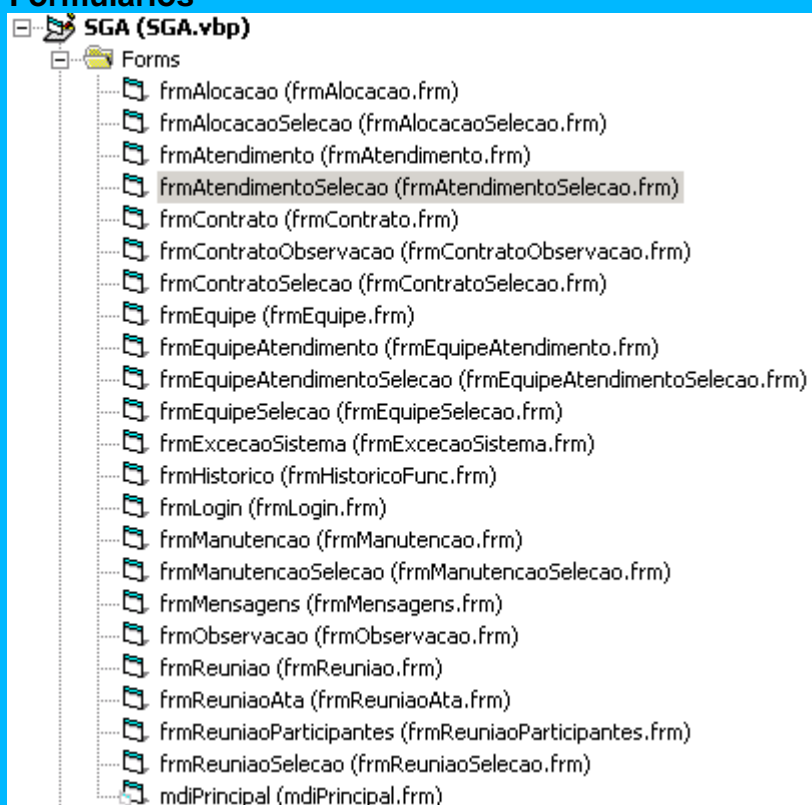 Formulários
SGA (SGA.vbp)
Forms
frmAlocacao (frmAlocacao.frm)
frmAlocacaoSelecao (frmAlocacaoSelecao.frm)
frmAtendimento (frmAtendimento.frm)
frmAtendimentoSelecao (frmAtendimentoSelecao.frm)
frmContrato (frmContrato.frm)
frmContratoObservacao (frmContratoObservacao.frm)
frmContratoSelecao (frmContratoSelecao.frm)
frmEquipe (frmEquipe.frm)
frmEquipeAtendimento (frmEquipeAtendimento.frm)
frmEquipeAtendimentoSelecao (frmEquipeAtendimentoSelecao.frm)
frmEquipeSelecao (frmEquipeSelecao.frm)
frmExcecaoSistema (frmExcecaoSistema.frm)
frmHistorico (frmHistoricoFunc.frm)
frmLogin (frmLogin.frm)
frmManutencao (frmManutencao.frm)
frmManutencaoSelecao (frmManutencaoSelecao.frm)
frmMensagens (frmMensagens.frm)
frmObservacao (frmObservacao.frm)
frmReuniao (frmReuniao.frm)
frmReuniaoAta (frmReuniaoAta.frm)
frmReuniaoParticipantes (frmReuniaoParticipantes.frm)
frmReuniaoSelecao (frmReuniaoSelecao.frm)
mdiPrincipal (mdiPrincipal.frm)